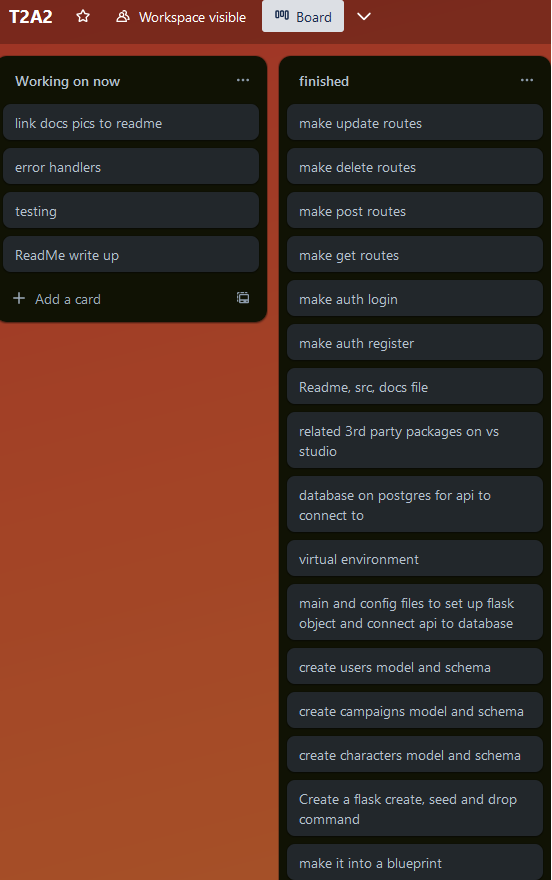 T2A2
Workspace visible
Board
Working on now
link docs pics to readme
error handlers
testing
ReadMe write up
Add a card
finished
make update routes
make delete routes
make post routes
make get routes
make auth login
make auth register
Readme, src, docs file
related 3rd party packages on vs
studio
database on postgres for api to
connect to
virtual environment
main and config files to set up flask
object and connect api to database
create users model and schema
create campaigns model and schema
create characters model and schema
Create a flask create, seed and drop
command
make it into a blueprint